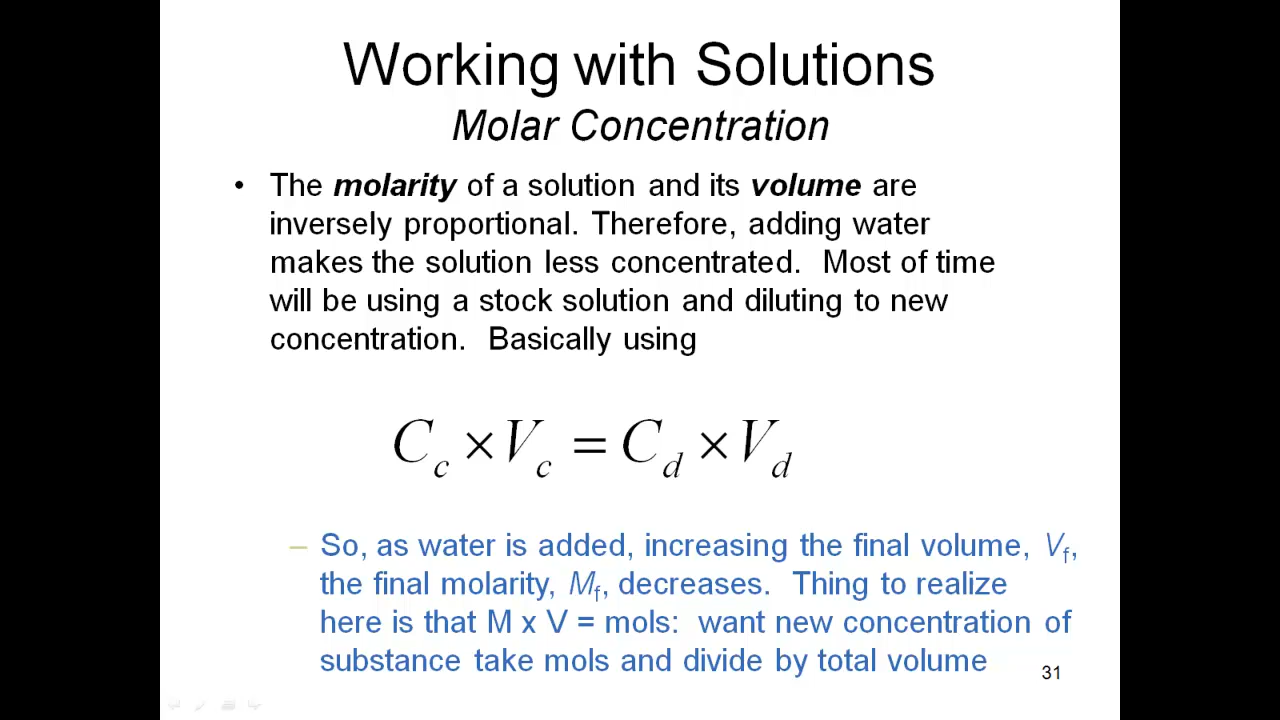 Working with Solutions
Molar Concentration
• The molarity of a solution and its volume are
inversely proportional. Therefore, adding water
makes the solution less concentrated. Most of time
will be using a stock solution and diluting to new
concentration. Basically using
C_c × V_c = C_d × V_d
– So, as water is added, increasing the final volume, V_f,
the final molarity, M_f, decreases. Thing to realize
here is that M x V = mols: want new concentration of
substance take mols and divide by total volume
31